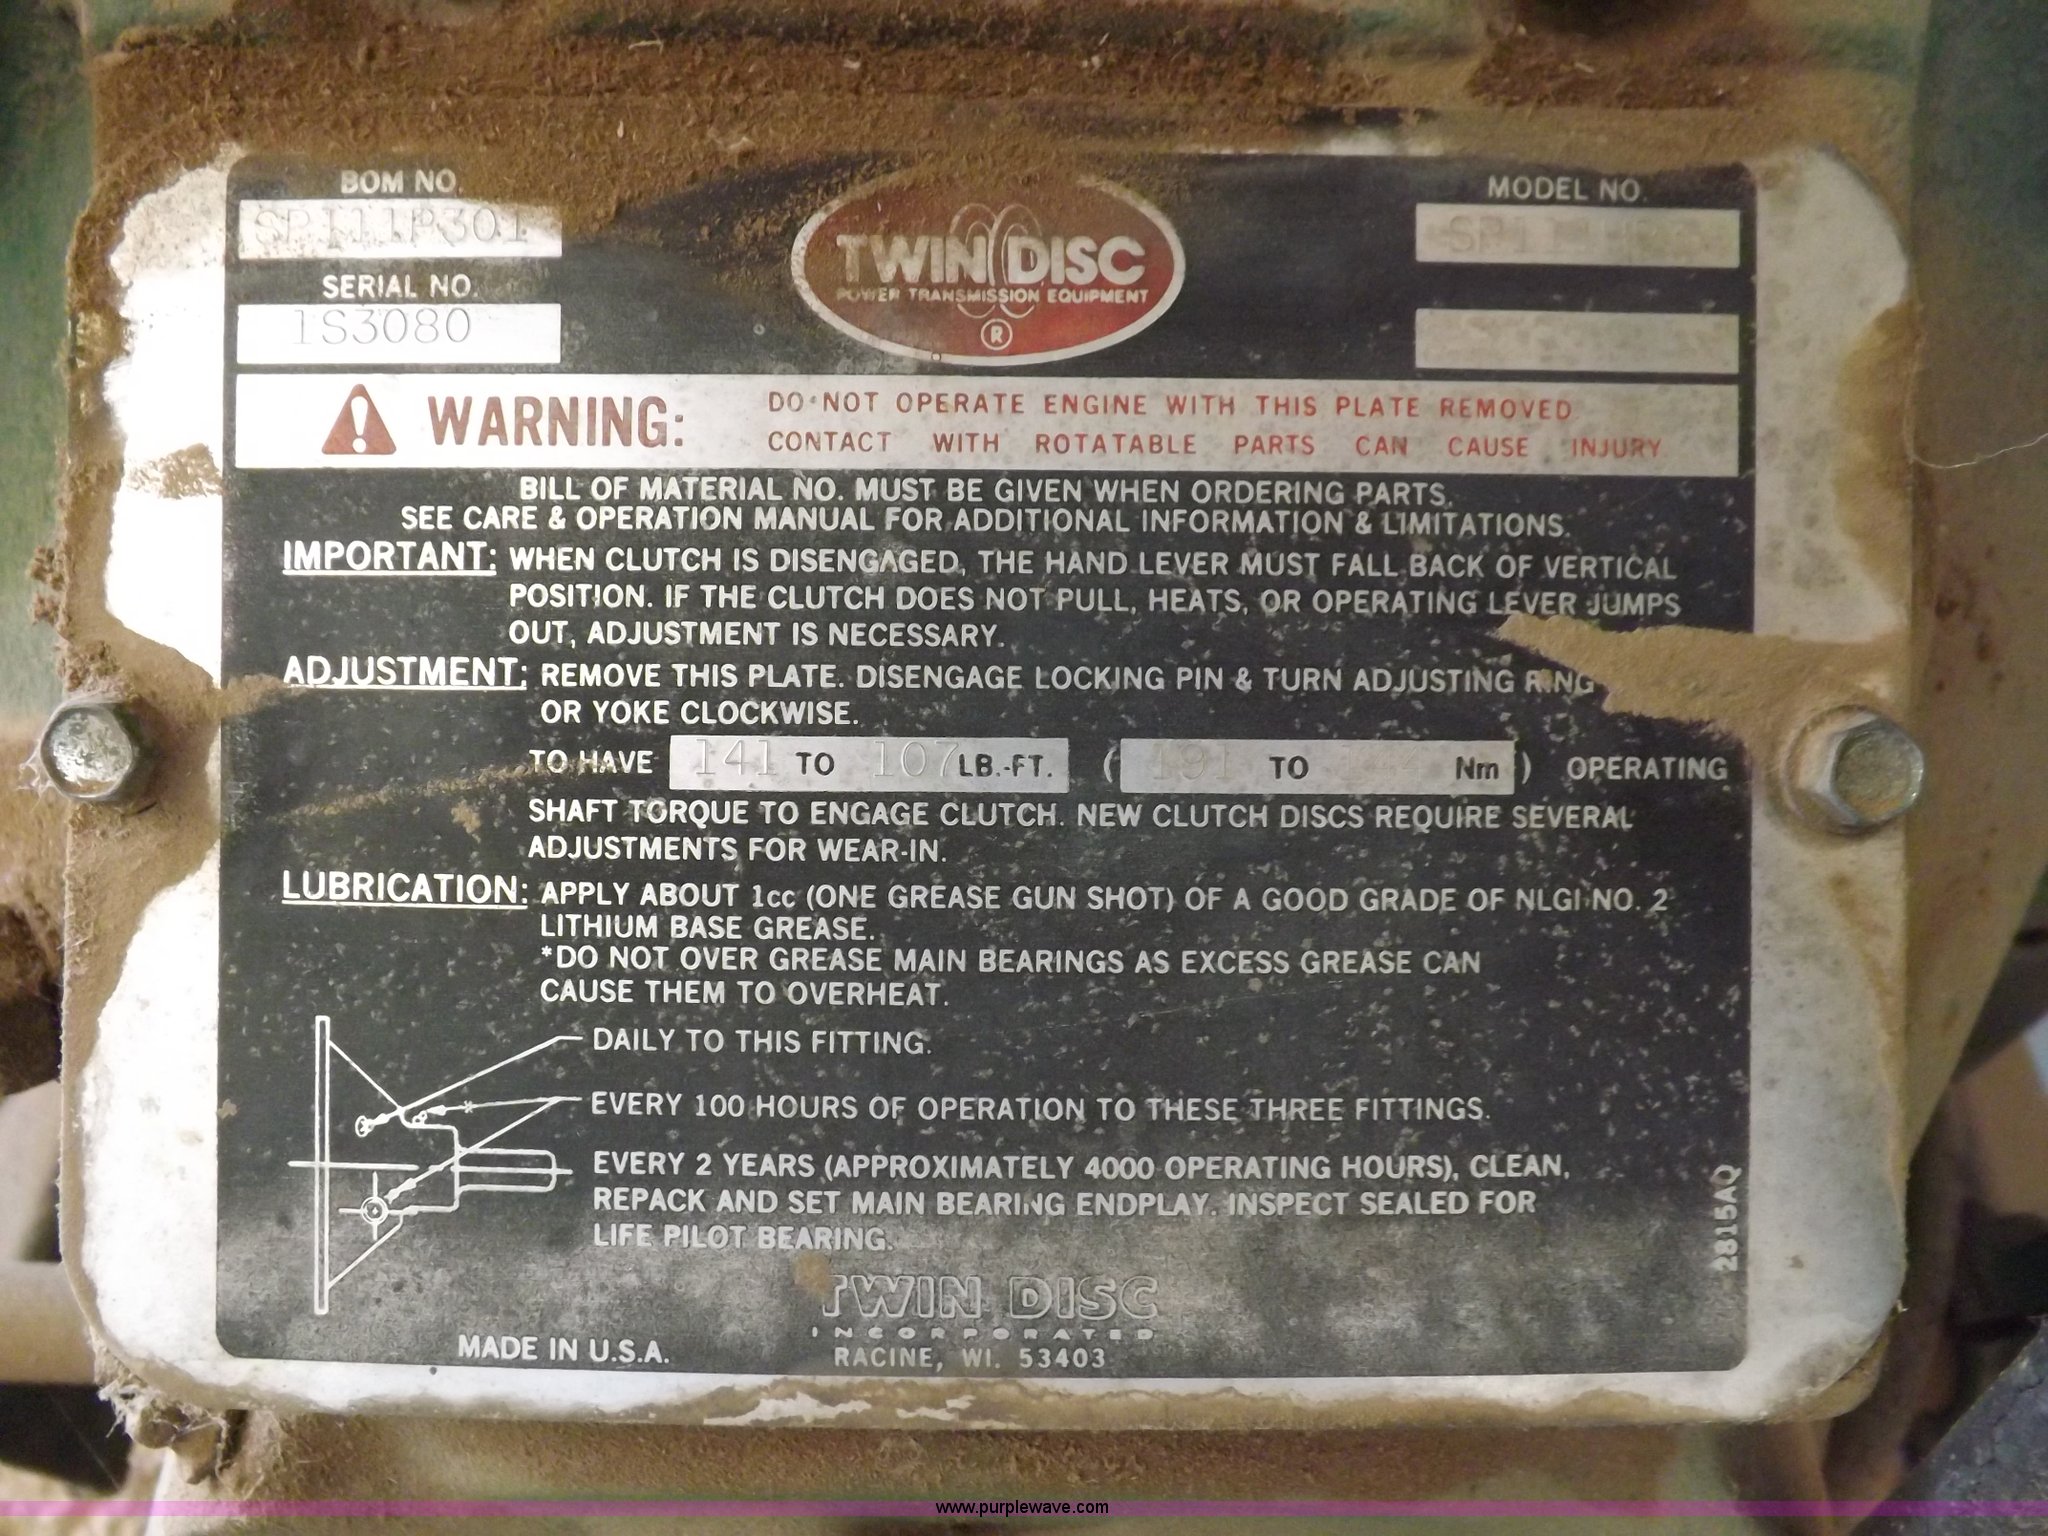 BOM NO.
SP111P301
SERIAL NO.
1S3080
TWIN DISC
POWER TRANSMISSION EQUIPMENT
®
MODEL NO.
WARNING: DO NOT OPERATE ENGINE WITH THIS PLATE REMOVED.
CONTACT WITH ROTATABLE PARTS CAN CAUSE INJURY.
BILL OF MATERIAL NO. MUST BE GIVEN WHEN ORDERING PARTS.
SEE CARE & OPERATION MANUAL FOR ADDITIONAL INFORMATION & LIMITATIONS.
IMPORTANT: WHEN CLUTCH IS DISENGAGED, THE HAND LEVER MUST FALL BACK OF VERTICAL
POSITION. IF THE CLUTCH DOES NOT PULL, HEATS, OR OPERATING LEVER JUMPS
OUT, ADJUSTMENT IS NECESSARY.
ADJUSTMENT: REMOVE THIS PLATE. DISENGAGE LOCKING PIN & TURN ADJUSTING RING
OR YOKE CLOCKWISE.
TO HAVE 141 TO 107 LB.-FT. ( 191 TO Nm ) OPERATING
SHAFT TORQUE TO ENGAGE CLUTCH. NEW CLUTCH DISCS REQUIRE SEVERAL
ADJUSTMENTS FOR WEAR-IN.
LUBRICATION: APPLY ABOUT 1cc (ONE GREASE GUN SHOT) OF A GOOD GRADE OF NLGI NO. 2
LITHIUM BASE GREASE.
*DO NOT OVER GREASE MAIN BEARINGS AS EXCESS GREASE CAN
CAUSE THEM TO OVERHEAT.
DAILY TO THIS FITTING.
*
EVERY 100 HOURS OF OPERATION TO THESE THREE FITTINGS.
EVERY 2 YEARS (APPROXIMATELY 4000 OPERATING HOURS), CLEAN,
REPACK AND SET MAIN BEARING ENDPLAY. INSPECT SEALED FOR
LIFE PILOT BEARING.
2815AQ
TWIN DISC
INCORPORATED
RACINE, WI. 53403
MADE IN U.S.A.
www.purplewave.com